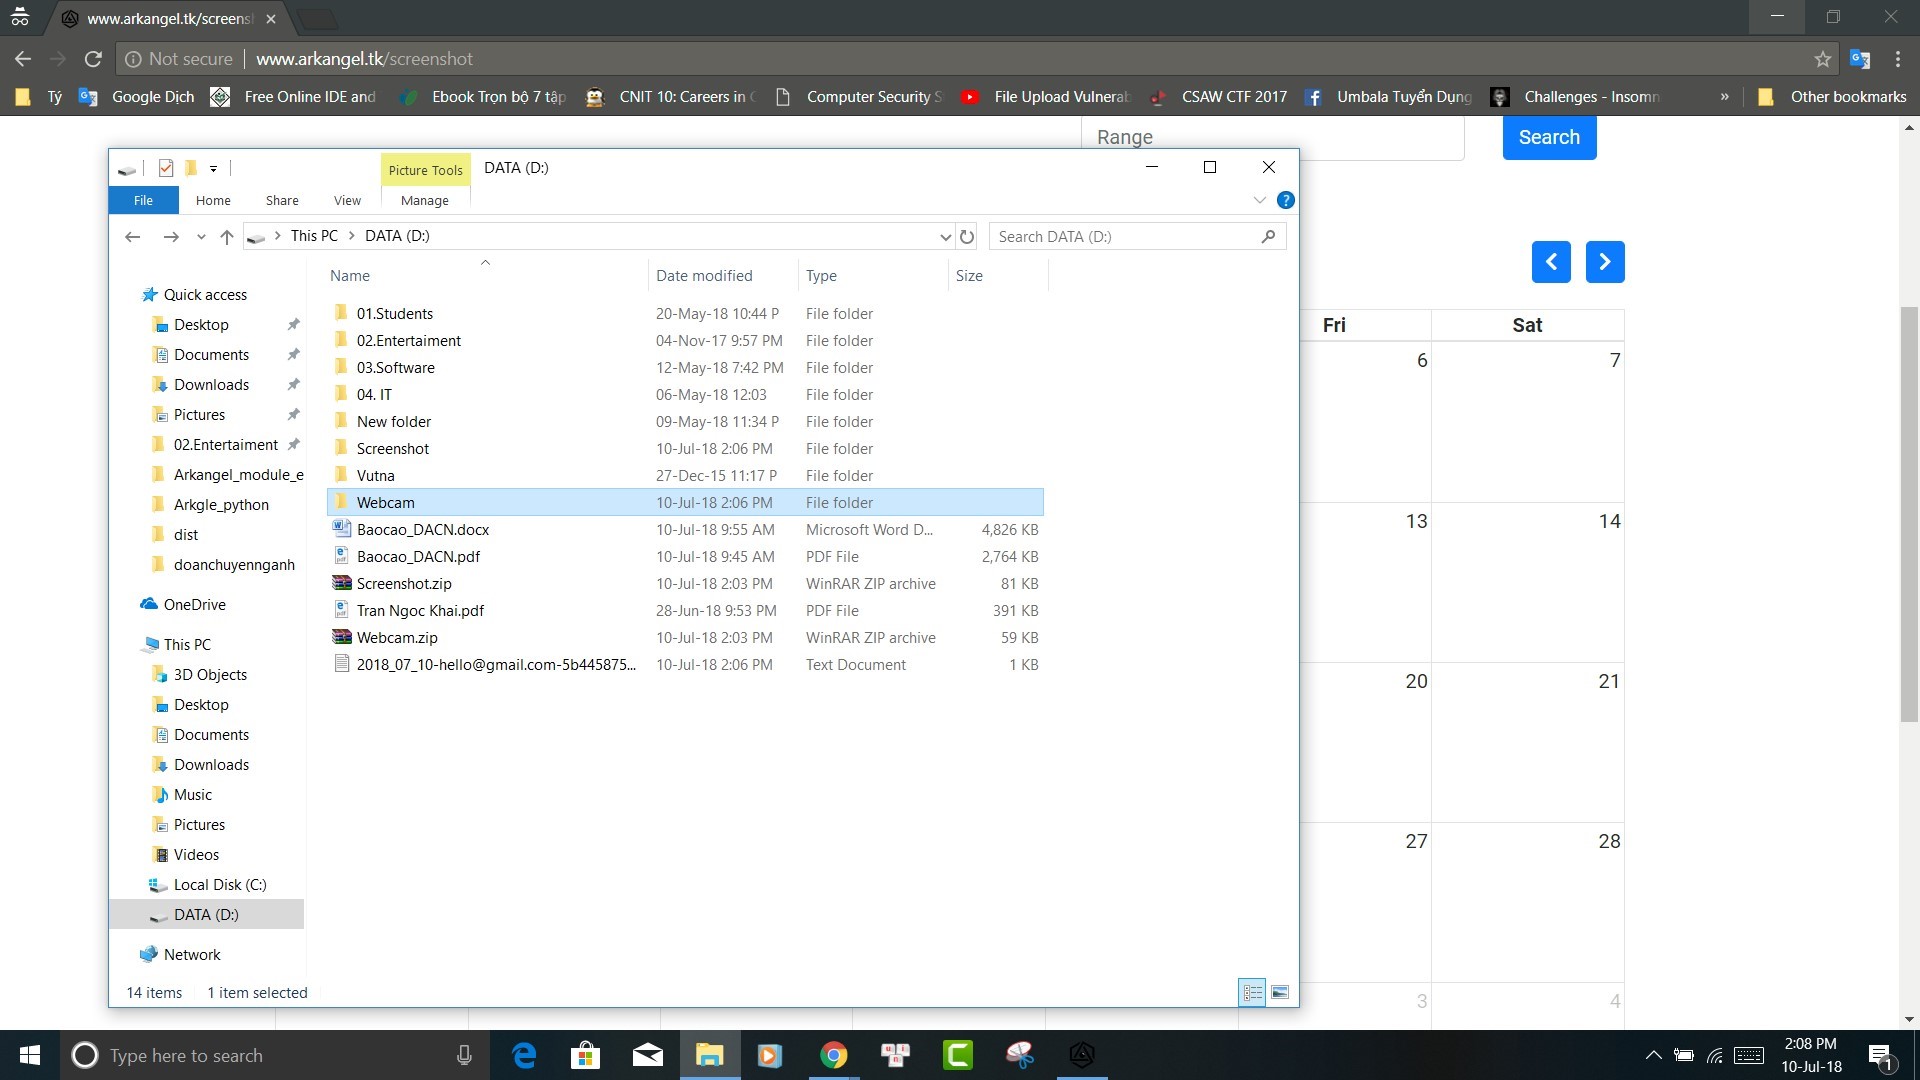 www.arkangel.tk/screens
Not secure www.arkangel.tk/screenshot
Tý Google Dịch Free Online IDE and Ebook Trọn bộ 7 tập CNIT 10: Careers in Computer Security S File Upload Vulnerab CSAW CTF 2017 Umbala Tuyển Dụng Challenges - Insomn » Other bookmarks
Range Search
Picture Tools DATA (D:)
File Home Share View Manage
This PC DATA (D:) Search DATA (D:)
Name Date modified Type Size
Quick access
Desktop
Documents
Downloads
Pictures
02.Entertaiment
Arkangel_module_e
Arkgle_python
dist
doanchuyennganh
OneDrive
This PC
3D Objects
Desktop
Documents
Downloads
Music
Pictures
Videos
Local Disk (C:)
DATA (D:)
Network
01.Students 20-May-18 10:44 P File folder
02.Entertaiment 04-Nov-17 9:57 PM File folder
03.Software 12-May-18 7:42 PM File folder
04. IT 06-May-18 12:03 File folder
New folder 09-May-18 11:34 P File folder
Screenshot 10-Jul-18 2:06 PM File folder
Vutna 27-Dec-15 11:17 P File folder
Webcam 10-Jul-18 2:06 PM File folder
Baocao_DACN.docx 10-Jul-18 9:55 AM Microsoft Word D... 4,826 KB
Baocao_DACN.pdf 10-Jul-18 9:45 AM PDF File 2,764 KB
Screenshot.zip 10-Jul-18 2:03 PM WinRAR ZIP archive 81 KB
Tran Ngoc Khai.pdf 28-Jun-18 9:53 PM PDF File 391 KB
Webcam.zip 10-Jul-18 2:03 PM WinRAR ZIP archive 59 KB
2018_07_10-hello@gmail.com-5b445875... 10-Jul-18 2:06 PM Text Document 1 KB
14 items 1 item selected
Fri Sat
6 7
13 14
20 21
27 28
3 4
Type here to search
2:08 PM
10-Jul-18
1